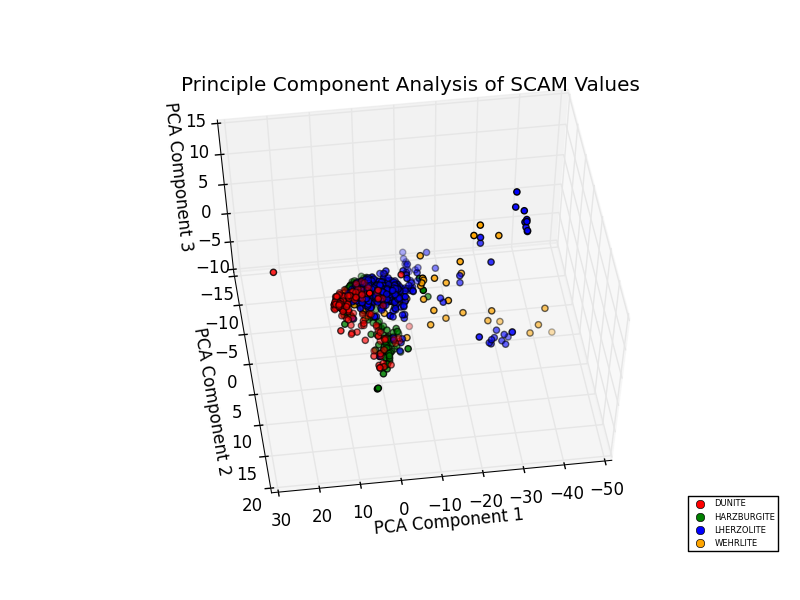 Principle Component Analysis of SCAM Values
PCA Component 3
15
10
5
0
−5
−10
PCA Component 2
−15
−10
−5
0
5
10
15
20
30
20
10
0
−10
−20
−30
−40
−50
PCA Component 1
DUNITE
HARZBURGITE
LHERZOLITE
WEHRLITE